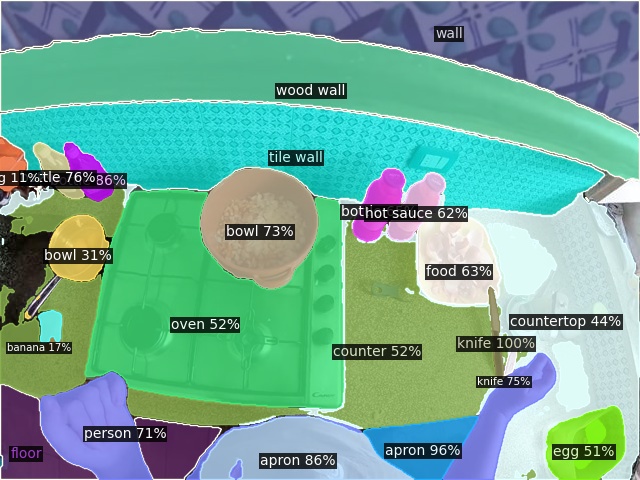 wall
wood wall
tile wall
g 11%
tle 76%
86%
bot
hot sauce 62%
bowl 73%
bowl 31%
food 63%
oven 52%
countertop 44%
knife 100%
counter 52%
banana 17%
knife 75%
person 71%
floor
apron 96%
apron 86%
egg 51%